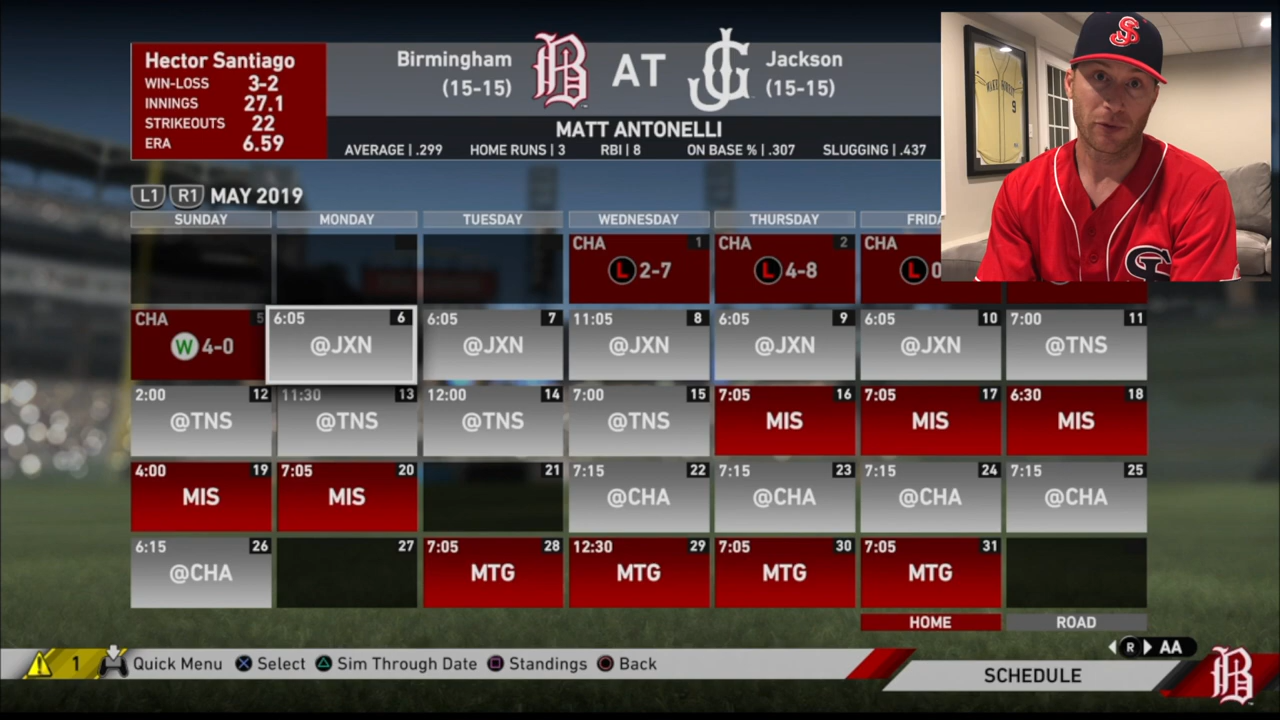 Hector Santiago
WIN-LOSS 3-2
INNINGS 27.1
STRIKEOUTS 22
ERA 6.59
Birmingham
(15-15)
B
AT
JG
Jackson
(15-15)
MATT ANTONELLI
AVERAGE | .299 HOME RUNS | 3 RBI | 8 ON BASE % | .307 SLUGGING | .437
L1 R1 MAY 2019
SUNDAY MONDAY TUESDAY WEDNESDAY THURSDAY FRIDA
CHA 1 CHA 2 CHA
L 2-7 L 4-8 L 0
CHA 5 6:05 6 6:05 7 11:05 8 6:05 9 6:05 10 7:00 11
W 4-0 @JXN @JXN @JXN @JXN @JXN @TNS
2:00 12 11:30 13 12:00 14 7:00 15 7:05 16 7:05 17 6:30 18
@TNS @TNS @TNS @TNS MIS MIS MIS
4:00 19 7:05 20 21 7:15 22 7:15 23 7:15 24 7:15 25
MIS MIS @CHA @CHA @CHA @CHA
6:15 26 27 7:05 28 12:30 29 7:05 30 7:05 31
@CHA MTG MTG MTG MTG
HOME ROAD
1 Quick Menu Select Sim Through Date Standings Back
R AA
SCHEDULE
B
S
9